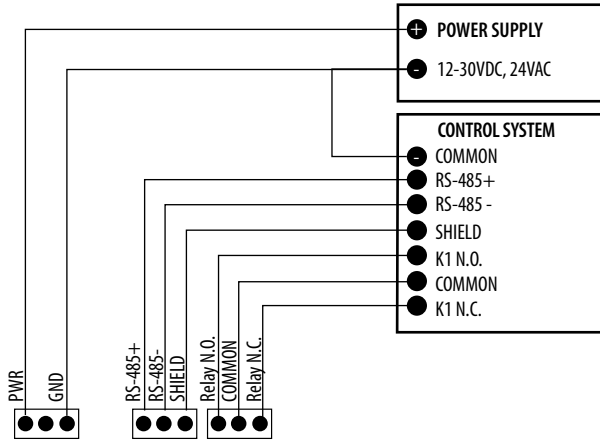 + POWER SUPPLY
- 12-30VDC, 24VAC
CONTROL SYSTEM
- COMMON
RS-485+
RS-485 -
SHIELD
K1 N.O.
COMMON
K1 N.C.
PWR
GND
RS-485+
RS-485-
SHIELD
Relay N.O.
COMMON
Relay N.C.